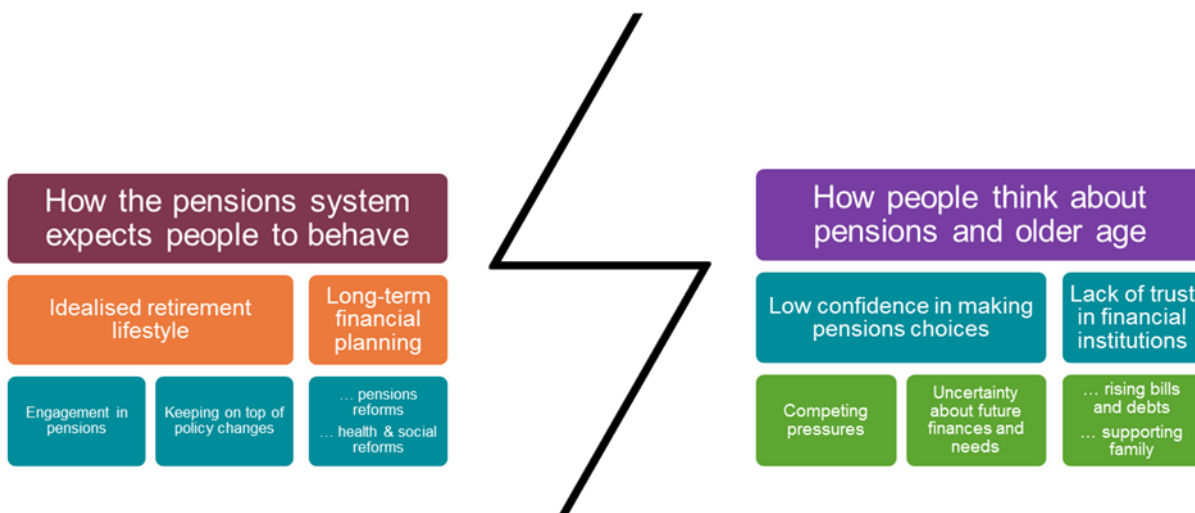 How the pensions system
expects people to behave
Idealised retirement
lifestyle
Long-term
financial
planning
Engagement in
pensions
Keeping on top of
policy changes
... pensions
reforms
... health & social
reforms
How people think about
pensions and older age
Low confidence in making
pensions choices
Lack of trust
in financial
institutions
Competing
pressures
Uncertainty
about future
finances and
needs
... rising bills
and debts
... supporting
family